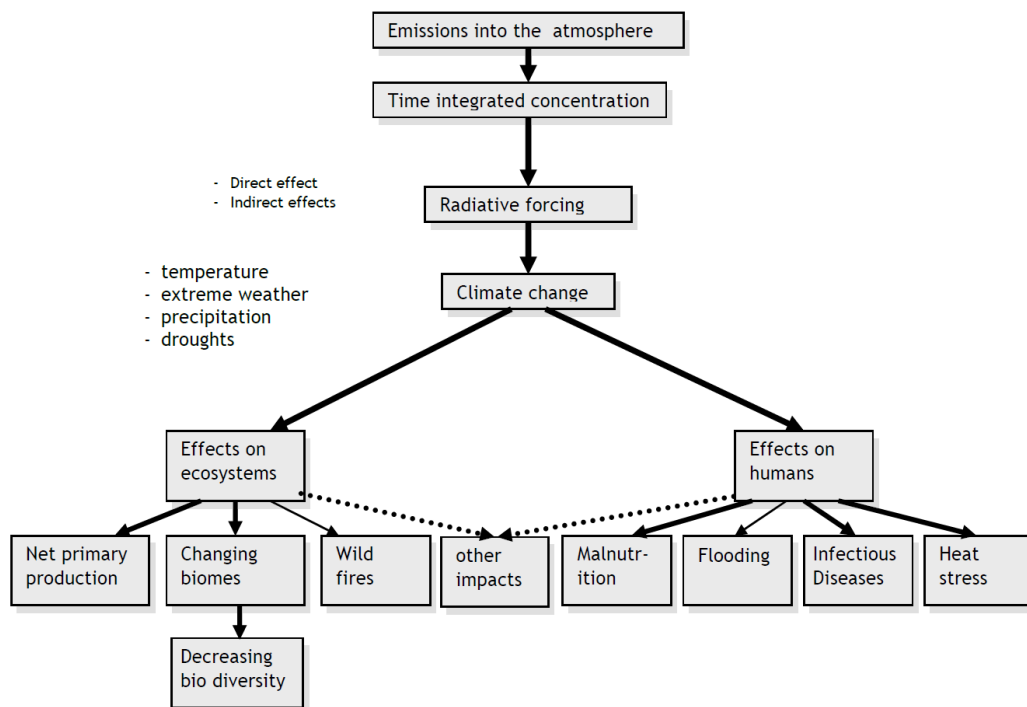 Emissions into the atmosphere
Time integrated concentration
- Direct effect
- Indirect effects
Radiative forcing
- temperature
- extreme weather
- precipitation
- droughts
Climate change
Effects on
ecosystems
Effects on
humans
Net primary
production
Changing
biomes
Wild
fires
other
impacts
Malnutr-
ition
Flooding
Infectious
Diseases
Heat
stress
Decreasing
bio diversity